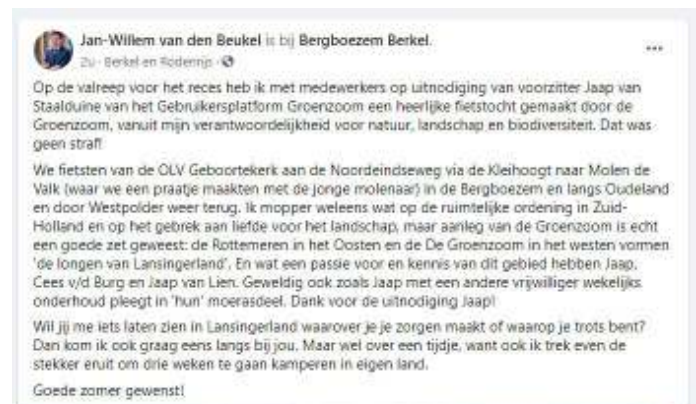 Jan-Willem van den Beukel is bij Bergboezem Berkel.
2u · Berkel en Rodenrijs ·
Op de valreep voor het reces heb ik met medewerkers op uitnodiging van voorzitter Jaap van
Staalduine van het Gebruikersplatform Groenzoom een heerlijke fietstocht gemaakt door de
Groenzoom, vanuit mijn verantwoordelijkheid voor natuur, landschap en biodiversiteit. Dat was
geen straf!
We fietsten van de OLV Geboortekerk aan de Noordeindseweg via de Kleihoogt naar Molen de
Valk (waar we een praatje maakten met de jonge molenaar) in de Bergboezem en langs Oudeland
en door Westpolder weer terug. Ik mopper weleens wat op de ruimtelijke ordening in Zuid-
Holland en op het gebrek aan liefde voor het landschap, maar aanleg van de Groenzoom is echt
een goede zet geweest: de Rottemeren in het Oosten en de De Groenzoom in het westen vormen
'de longen van Lansingerland'. En wat een passie voor en kennis van dit gebied hebben Jaap,
Cees v/d Burg en Jaap van Lien. Geweldig ook zoals Jaap met een andere vrijwilliger wekelijks
onderhoud pleegt in 'hun' moerasdeel. Dank voor de uitnodiging Jaap!
Wil jij me iets laten zien in Lansingerland waarover je je zorgen maakt of waarop je trots bent?
Dan kom ik ook graag eens langs bij jou. Maar wel over een tijdje, want ook ik trek even de
stekker eruit om drie weken te gaan kamperen in eigen land.
Goede zomer gewenst!